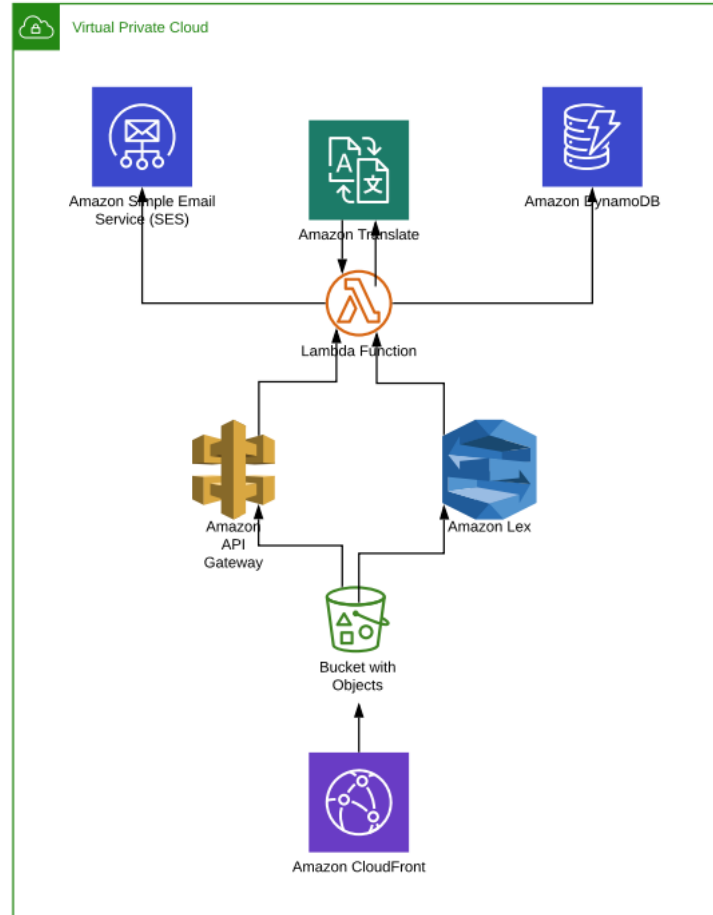 Virtual Private Cloud
Amazon Simple Email
Service (SES)
A
文
Amazon Translate
Amazon DynamoDB
Lambda Function
Amazon
API
Gateway
Amazon Lex
Bucket with
Objects
Amazon CloudFront